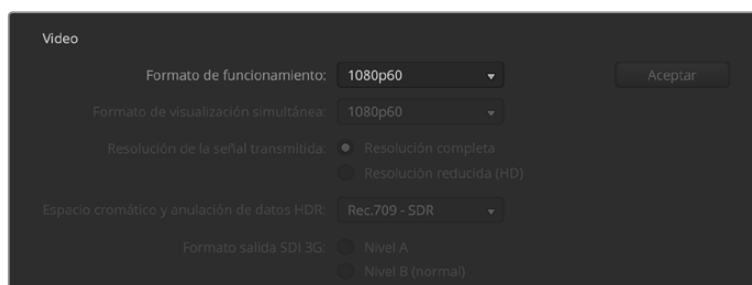 Video
Formato de funcionamiento: 1080p60 Aceptar
Formato de visualización simultánea: 1080p60
Resolución de la señal transmitida: Resolución completa
Resolución reducida (HD)
Espacio cromático y anulación de datos HDR: Rec.709 - SDR
Formato salida SDI 3G: Nivel A
Nivel B (normal)